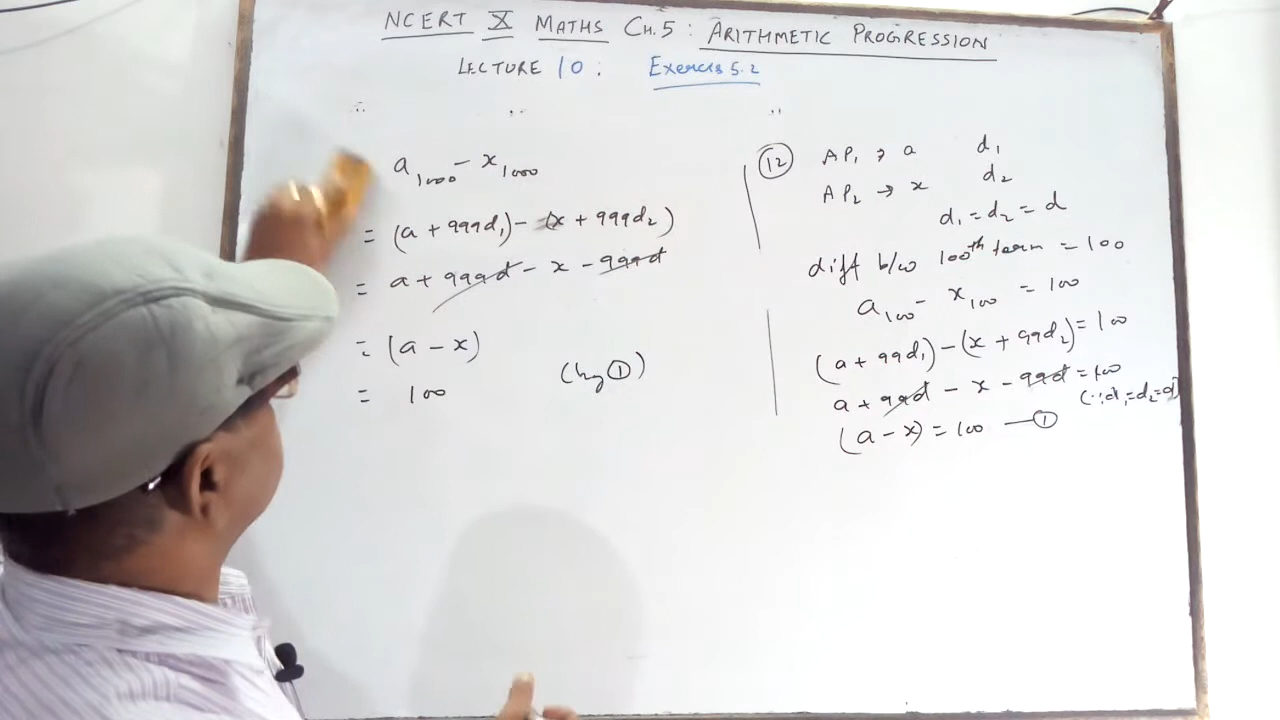 NCERT X MATHS Ch.5 : ARITHMETIC PROGRESSION
LECTURE 10 : Exercis 5.2
a₁₀₀₀ - x₁₀₀₀
= (a + 999d₁) - (x + 999d₂)
= a + 999d - x - 999d
= (a - x)
= 100 (by ①)
⑫ AP₁ → a d₁
AP₂ → x d₂
d₁ = d₂ = d
diff b/w 100th term = 100
a₁₀₀ - x₁₀₀ = 100
(a + 99d₁) - (x + 99d₂) = 100
a + 99d - x - 99d = 100
(∵ d₁ = d₂ = d)
(a - x) = 100 — ①